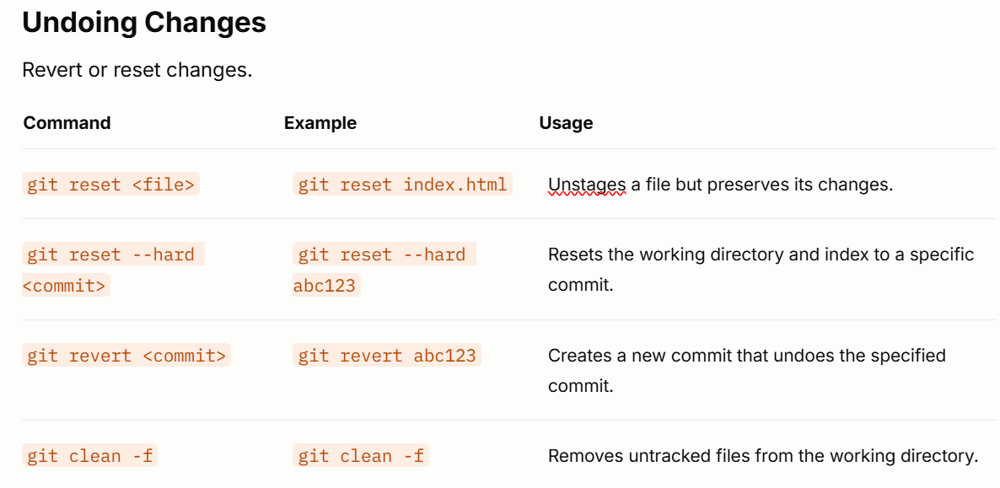 Undoing Changes
Revert or reset changes.
Command Example Usage
git reset <file> git reset index.html Unstages a file but preserves its changes.
git reset --hard git reset --hard Resets the working directory and index to a specific
<commit> abc123 commit.
git revert <commit> git revert abc123 Creates a new commit that undoes the specified
commit.
git clean -f git clean -f Removes untracked files from the working directory.